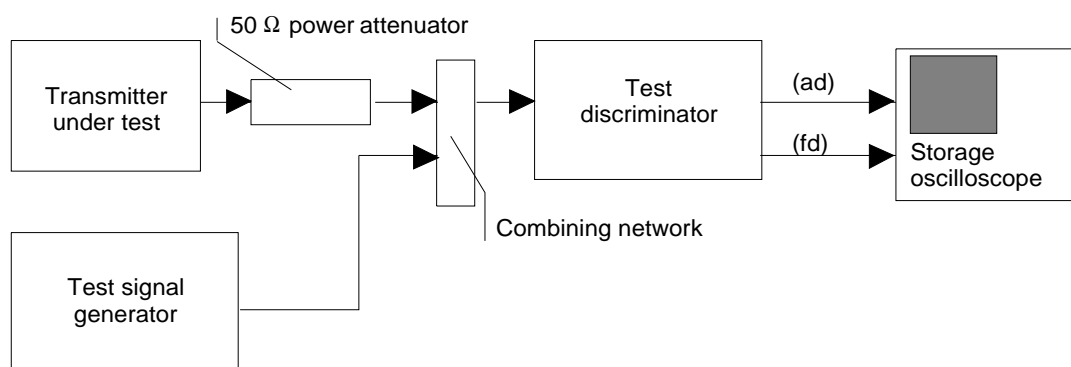 50 Ω power attenuator
Transmitter
under test
Test
discriminator
(ad)
(fd)
Storage
oscilloscope
Combining network
Test signal
generator